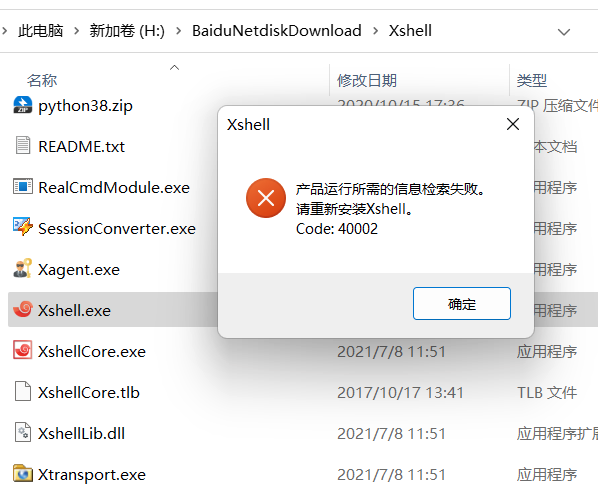 此电脑 › 新加卷 (H:) › BaiduNetdiskDownload › Xshell
名称 修改日期 类型
python38.zip 2020/10/15 17:36 ZIP 压缩文件
README.txt 本文档
RealCmdModule.exe 用程序
SessionConverter.exe 用程序
Xagent.exe 用程序
Xshell.exe 用程序
XshellCore.exe 2021/7/8 11:51 应用程序
XshellCore.tlb 2017/10/17 13:41 TLB 文件
XshellLib.dll 2021/7/8 11:51 应用程序扩展
Xtransport.exe 2021/7/8 11:51 应用程序
Xshell
产品运行所需的信息检索失败。
请重新安装Xshell。
Code: 40002
确定